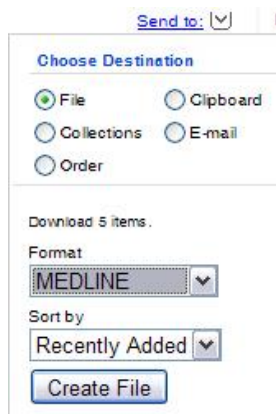 Send to:
Choose Destination
File Clipboard
Collections E-mail
Order
Download 5 items.
Format
MEDLINE
Sort by
Recently Added
Create File